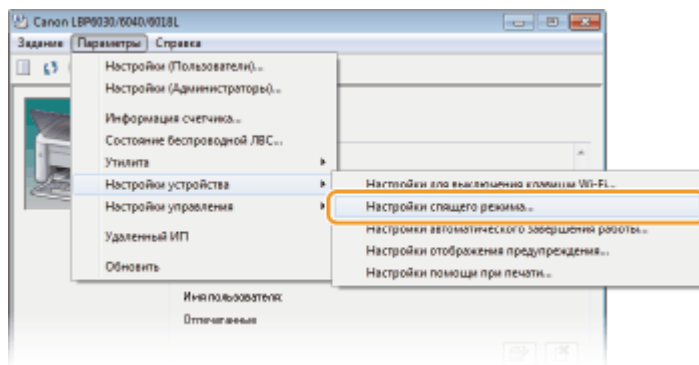 Canon LBP6030/6040/6018L
Задание Параметры Справка
Настройки (Пользователи)...
Настройки (Администраторы)...
Информация счетчика...
Состояние беспроводной ЛВС...
Утилита
Настройки устройства
Настройки управления
Удаленный ИП
Обновить
Настройки для выключения клавиши Wi-Fi...
Настройки спящего режима...
Настройки автоматического завершения работы...
Настройки отображения предупреждения...
Настройки помощи при печати...
Имя пользователя:
Отпечатанные